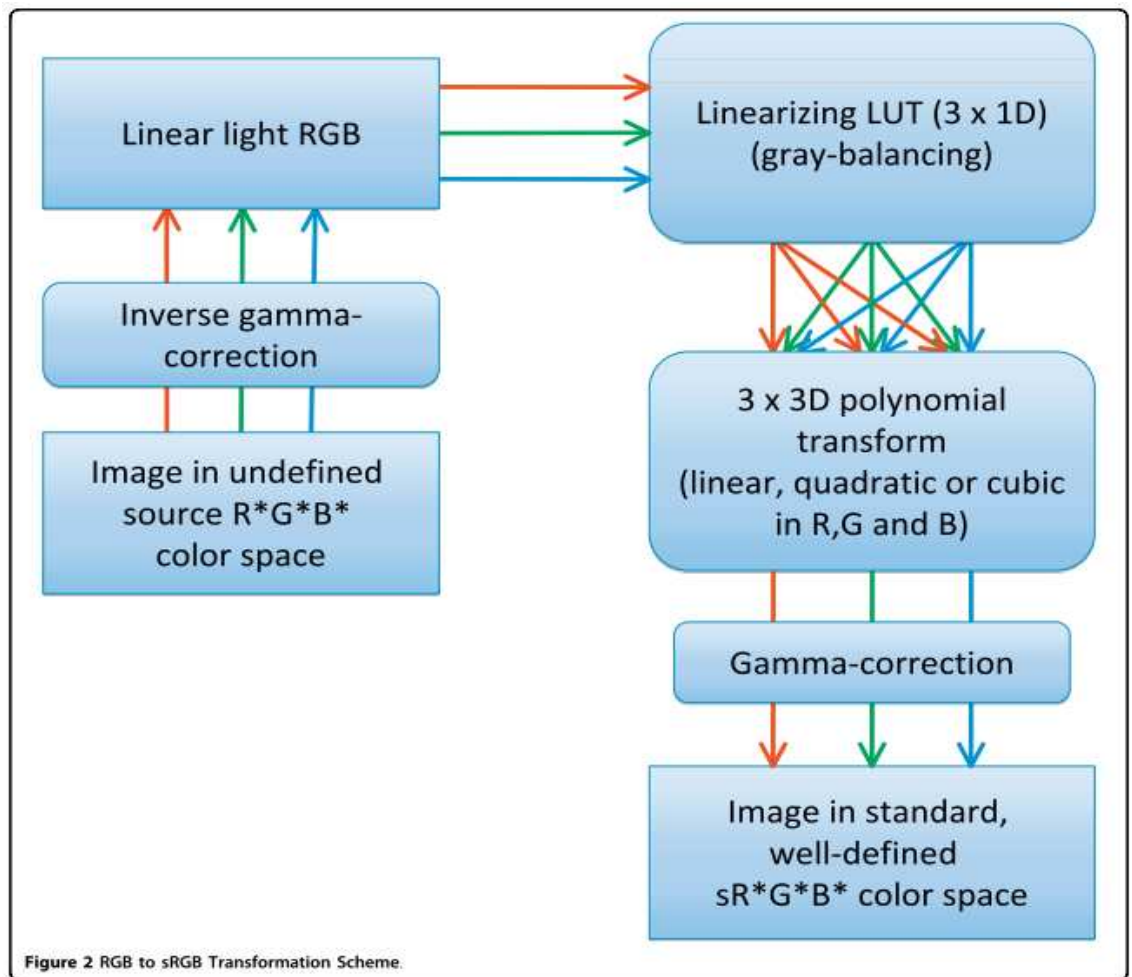 Linear light RGB
Linearizing LUT (3 x 1D)
(gray-balancing)
Inverse gamma-
correction
Image in undefined
source R*G*B*
color space
3 x 3D polynomial
transform
(linear, quadratic or cubic
in R,G and B)
Gamma-correction
Image in standard,
well-defined
sR*G*B* color space
Figure 2 RGB to sRGB Transformation Scheme.